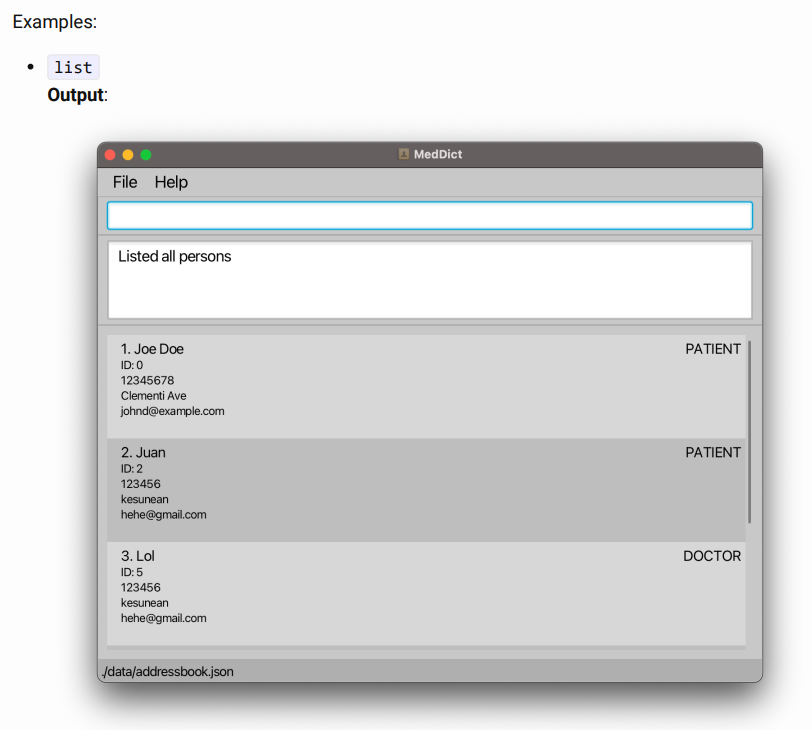 Examples:
list
Output:
MedDict
File Help
Listed all persons
1. Joe Doe PATIENT
ID: 0
12345678
Clementi Ave
johnd@example.com
2. Juan PATIENT
ID: 2
123456
kesunean
hehe@gmail.com
3. Lol DOCTOR
ID: 5
123456
kesunean
hehe@gmail.com
./data/addressbook.json